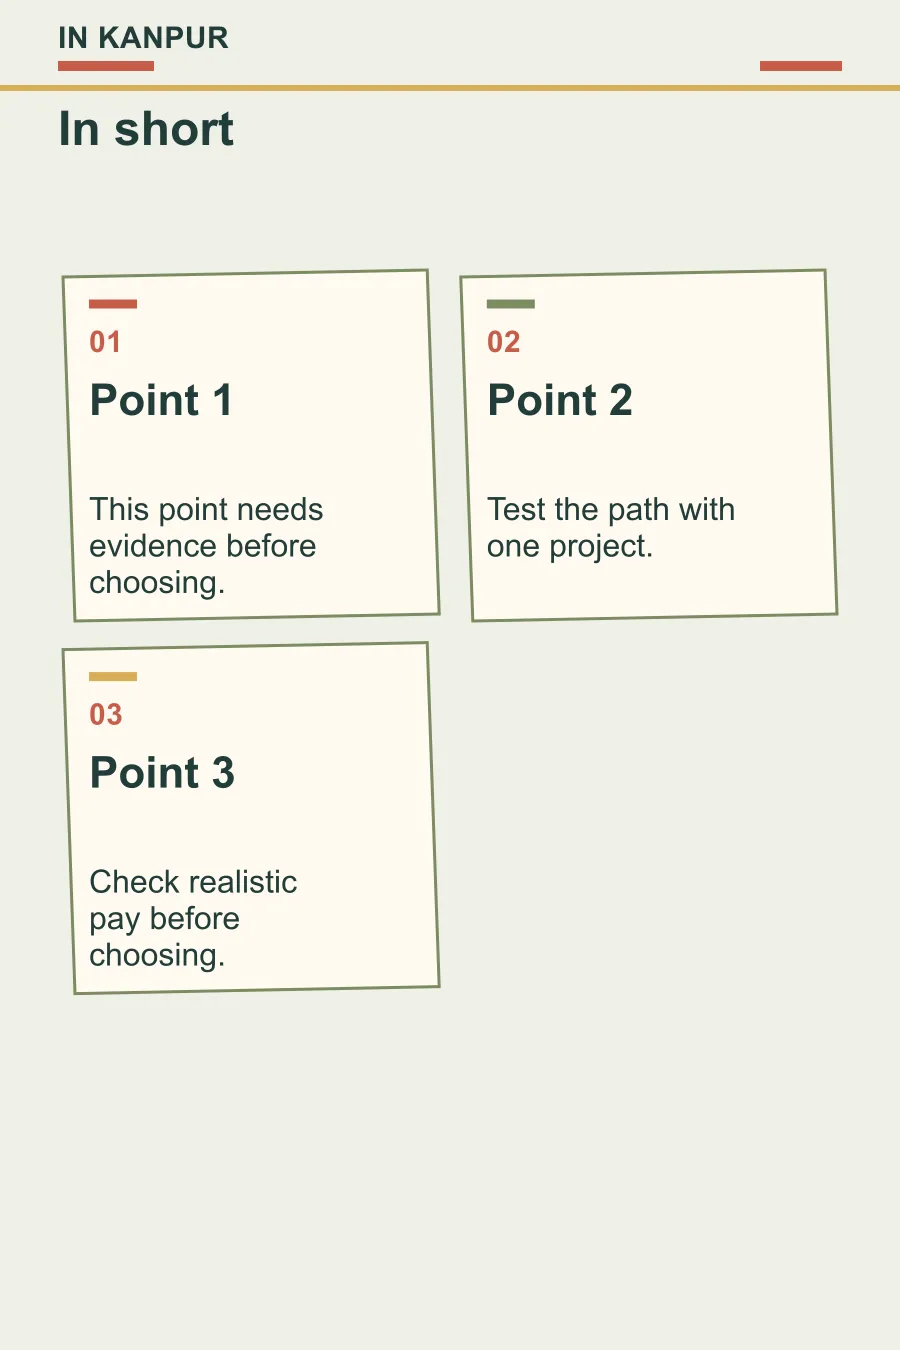 IN KANPUR
In short
01
Point 1
This point needs
evidence before
choosing.
02
Point 2
Test the path with
one project.
03
Point 3
Check realistic
pay before
choosing.